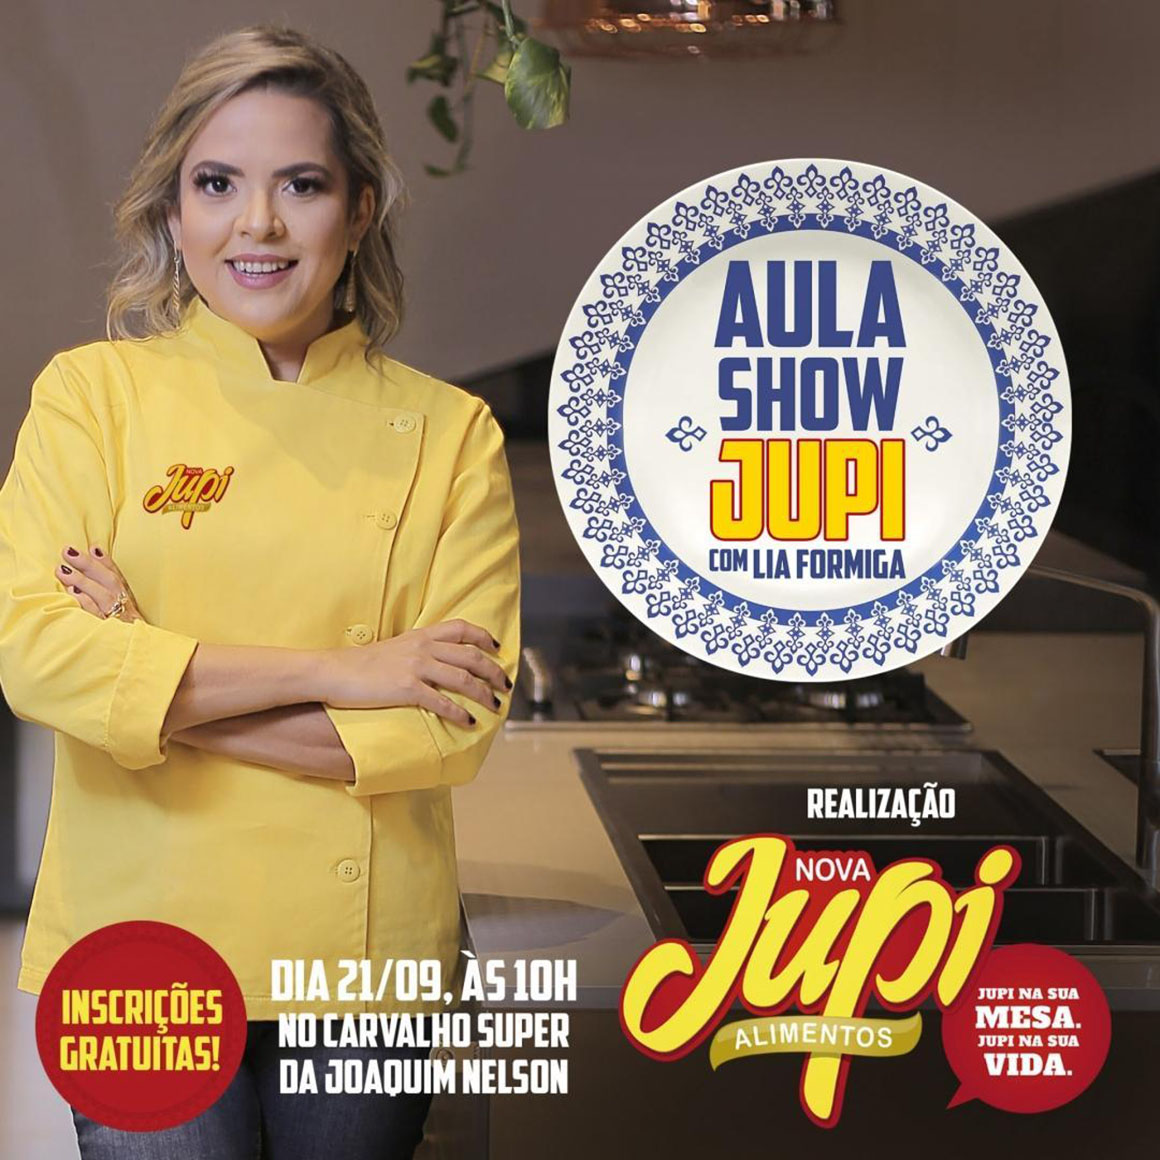 AULA
SHOW
JUPI
COM LIA FORMIGA
NOVA
Jupi
ALIMENTOS
REALIZAÇÃO
NOVA
Jupi
ALIMENTOS
JUPI NA SUA
MESA.
JUPI NA SUA
VIDA.
INSCRIÇÕES
GRATUITAS!
DIA 21/09, ÀS 10H
NO CARVALHO SUPER
DA JOAQUIM NELSON